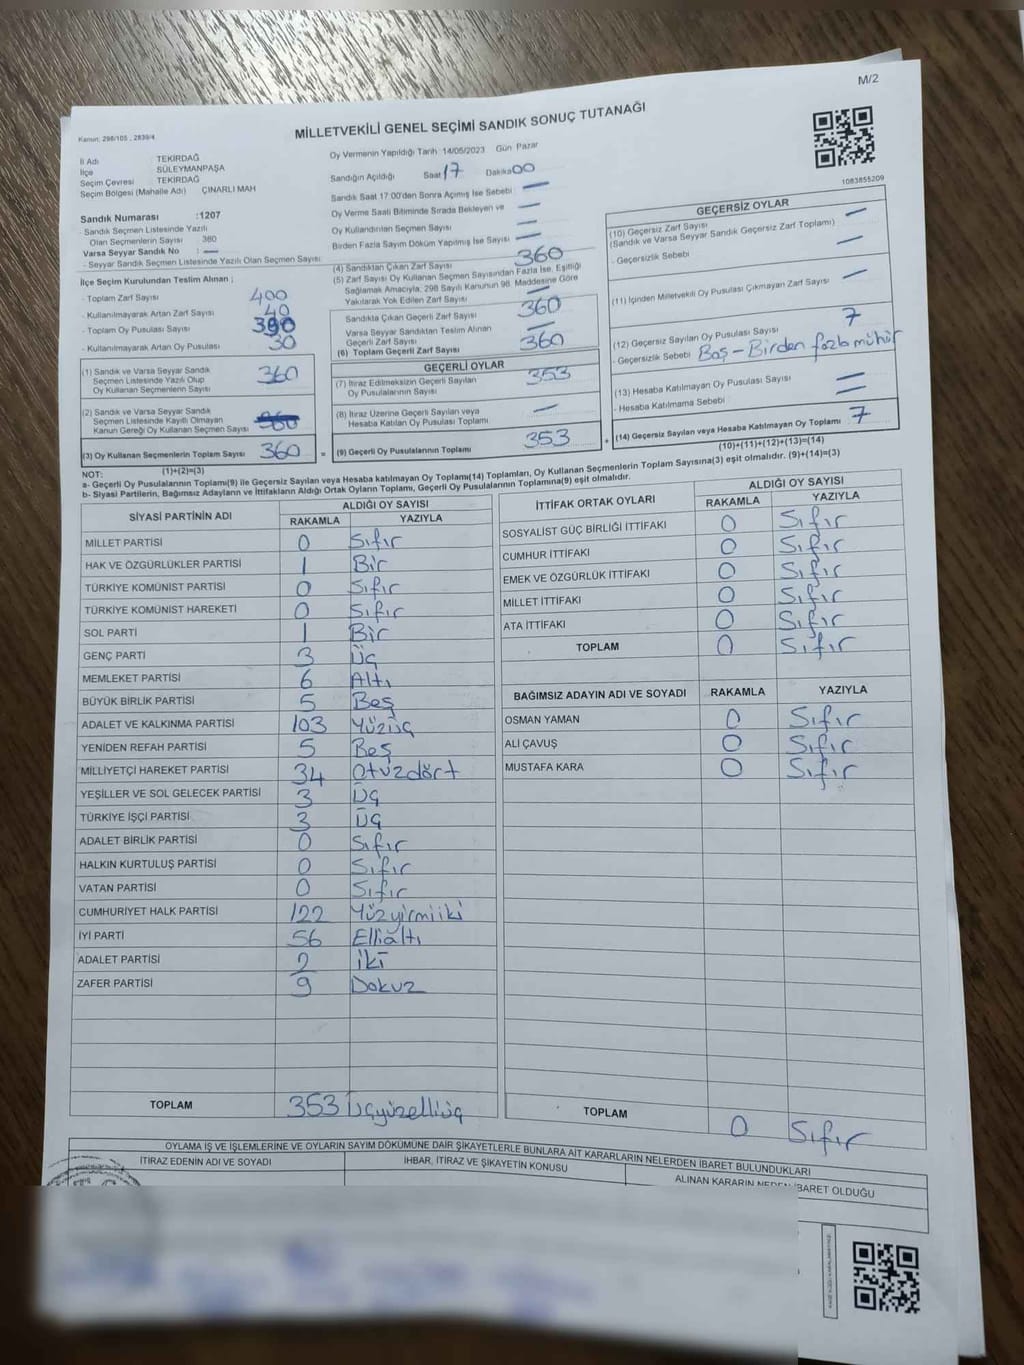 M/2
Kanun: 298/105 , 2839/4
MİLLETVEKİLİ GENEL SEÇİMİ SANDIK SONUÇ TUTANAĞI
İl Adı TEKİRDAĞ
İlçe SÜLEYMANPAŞA
Seçim Çevresi TEKİRDAĞ
Seçim Bölgesi (Mahalle Adı) ÇINARLI MAH
Sandık Numarası :1207
- Sandık Seçmen Listesinde Yazılı
Olan Seçmenlerin Sayısı 360
Varsa Seyyar Sandık No : —
- Seyyar Sandık Seçmen Listesinde Yazılı Olan Seçmen Sayısı
Oy Vermenin Yapıldığı Tarih 14/05/2023 Gün Pazar
Sandığın Açıldığı Saat 17 Dakika 00
Sandık Saat 17:00'den Sonra Açımış İse Sebebi —
Oy Verme Saati Bitiminde Sırada Bekleyen ve —
Oy Kullandırılan Seçmen Sayısı —
Birden Fazla Sayım Döküm Yapılmış İse Sayısı —
1083855209
İlçe Seçim Kurulundan Teslim Alınan ;
- Toplam Zarf Sayısı 400
- Kullanılmayarak Artan Zarf Sayısı 40
- Toplam Oy Pusulası Sayısı 390
- Kullanılmayarak Artan Oy Pusulası 30
(1) Sandık ve Varsa Seyyar Sandık
Seçmen Listesinde Yazılı Olup
Oy Kullanan Seçmenlerin Sayısı 360
(2) Sandık ve Varsa Seyyar Sandık
Seçmen Listesinde Kayıtlı Olmayan
Kanun Gereği Oy Kullanan Seçmen Sayısı 360
(3) Oy Kullanan Seçmenlerin Toplam Sayısı 360
(1)+(2)=(3)
(4) Sandıktan Çıkan Zarf Sayısı 360
(5) Zarf Sayısı Oy Kullanan Seçmen Sayısından Fazla İse, Eşitliği
Sağlamak Amacıyla, 298 Sayılı Kanunun 98. Maddesine Göre
Yakılarak Yok Edilen Zarf Sayısı —
Sandıkta Çıkan Geçerli Zarf Sayısı 360
Varsa Seyyar Sandıktan Teslim Alınan
Geçerli Zarf Sayısı —
(6) Toplam Geçerli Zarf Sayısı 360
GEÇERLİ OYLAR
(7) İtiraz Edilmeksizin Geçerli Sayılan
Oy Pusulalarının Sayısı 353
(8) İtiraz Üzerine Geçerli Sayılan veya
Hesaba Katılan Oy Pusulası Toplamı —
= (9) Geçerli Oy Pusulalarının Toplamı 353 +
GEÇERSİZ OYLAR
(10) Geçersiz Zarf Sayısı
(Sandık ve Varsa Seyyar Sandık Geçersiz Zarf Toplamı) —
- Geçersizlik Sebebi —
(11) İçinden Milletvekili Oy Pusulası Çıkmayan Zarf Sayısı —
(12) Geçersiz Sayılan Oy Pusulası Sayısı 7
- Geçersizlik Sebebi Boş - Birden fazla mühür
(13) Hesaba Katılmayan Oy Pusulası Sayısı —
- Hesaba Katılmama Sebebi —
(14) Geçersiz Sayılan veya Hesaba Katılmayan Oy Toplamı 7
(10)+(11)+(12)+(13)=(14)
NOT:
a- Geçerli Oy Pusulasının Toplamı(9) ile Geçersiz Sayılan veya Hesaba katılmayan Oy Toplamı(14) Toplamları, Oy Kullanan Seçmenlerin Toplam Sayısına(3) eşit olmalıdır. (9)+(14)=(3)
b- Siyasi Partilerin, Bağımsız Adayların ve İttifakların Aldığı Ortak Oyların Toplamı, Geçerli Oy Pusulalarının Toplamına(9) eşit olmalıdır.
SİYASİ PARTİNİN ADI ALDIĞI OY SAYISI
RAKAMLA YAZIYLA
MİLLET PARTİSİ 0 Sıfır
HAK VE ÖZGÜRLÜKLER PARTİSİ 1 Bir
TÜRKİYE KOMÜNİST PARTİSİ 0 Sıfır
TÜRKİYE KOMÜNİST HAREKETİ 0 Sıfır
SOL PARTİ 1 Bir
GENÇ PARTİ 3 Üç
MEMLEKET PARTİSİ 6 Altı
BÜYÜK BİRLİK PARTİSİ 5 Beş
ADALET VE KALKINMA PARTİSİ 103 Yüzüç
YENİDEN REFAH PARTİSİ 5 Beş
MİLLİYETÇİ HAREKET PARTİSİ 34 Otuzdört
YEŞİLLER VE SOL GELECEK PARTİSİ 3 Üç
TÜRKİYE İŞÇİ PARTİSİ 3 Üç
ADALET BİRLİK PARTİSİ 0 Sıfır
HALKIN KURTULUŞ PARTİSİ 0 Sıfır
VATAN PARTİSİ 0 Sıfır
CUMHURİYET HALK PARTİSİ 122 Yüzyirmiiki
İYİ PARTİ 56 Elliáltı
ADALET PARTİSİ 2 İki
ZAFER PARTİSİ 9 Dokuz
TOPLAM 353 Üçyüzelliüç
İTTİFAK ORTAK OYLARI ALDIĞI OY SAYISI
RAKAMLA YAZIYLA
SOSYALİST GÜÇ BİRLİĞİ İTTİFAKI 0 Sıfır
CUMHUR İTTİFAKI 0 Sıfır
EMEK VE ÖZGÜRLÜK İTTİFAKI 0 Sıfır
MİLLET İTTİFAKI 0 Sıfır
ATA İTTİFAKI 0 Sıfır
TOPLAM 0 Sıfır
BAĞIMSIZ ADAYIN ADI VE SOYADI RAKAMLA YAZIYLA
OSMAN YAMAN 0 Sıfır
ALİ ÇAVUŞ 0 Sıfır
MUSTAFA KARA 0 Sıfır
TOPLAM 0 Sıfır
OYLAMA İŞ VE İŞLEMLERİNE VE OYLARIN SAYIM DÖKÜMÜNE DAİR ŞİKAYETLERLE BUNLARA AİT KARARLARIN NELERDEN İBARET BULUNDUKLARI
İTİRAZ EDENİN ADI VE SOYADI İHBAR, İTİRAZ VE ŞİKAYETİN KONUSU ALINAN KARARIN NEDEN İBARET OLDUĞU